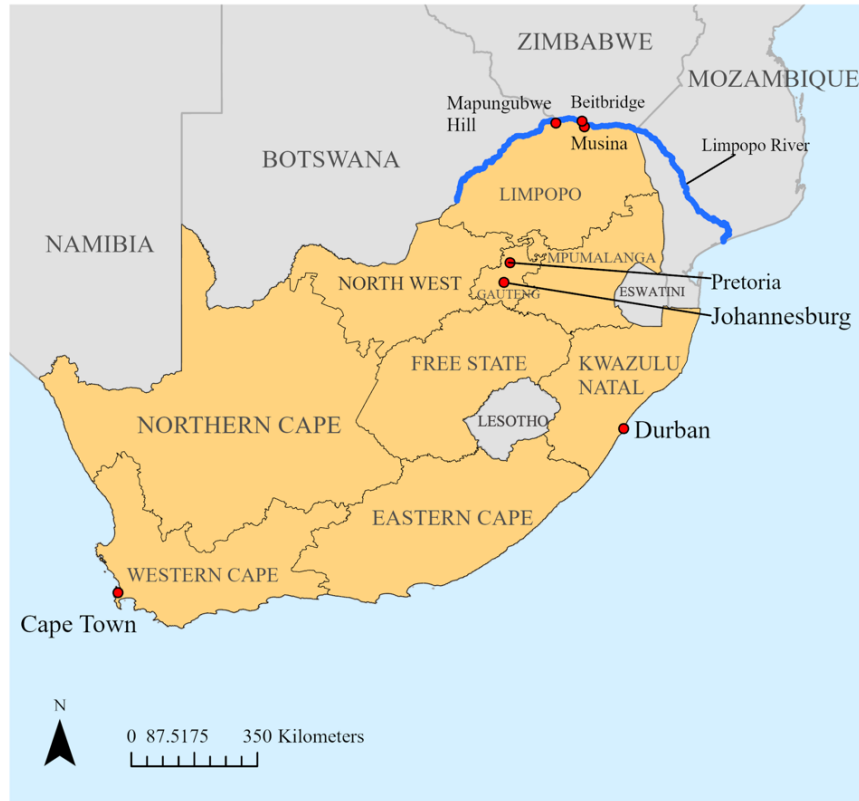 ZIMBABWE
MOZAMBIQUE
Mapungubwe
Hill
Beitbridge
Musina
Limpopo River
BOTSWANA
LIMPOPO
NAMIBIA
MPUMALANGA
NORTH WEST
GAUTENG
ESWATINI
Pretoria
Johannesburg
FREE STATE
KWAZULU
NATAL
NORTHERN CAPE
LESOTHO
Durban
EASTERN CAPE
WESTERN CAPE
Cape Town
N
0 87.5175 350 Kilometers